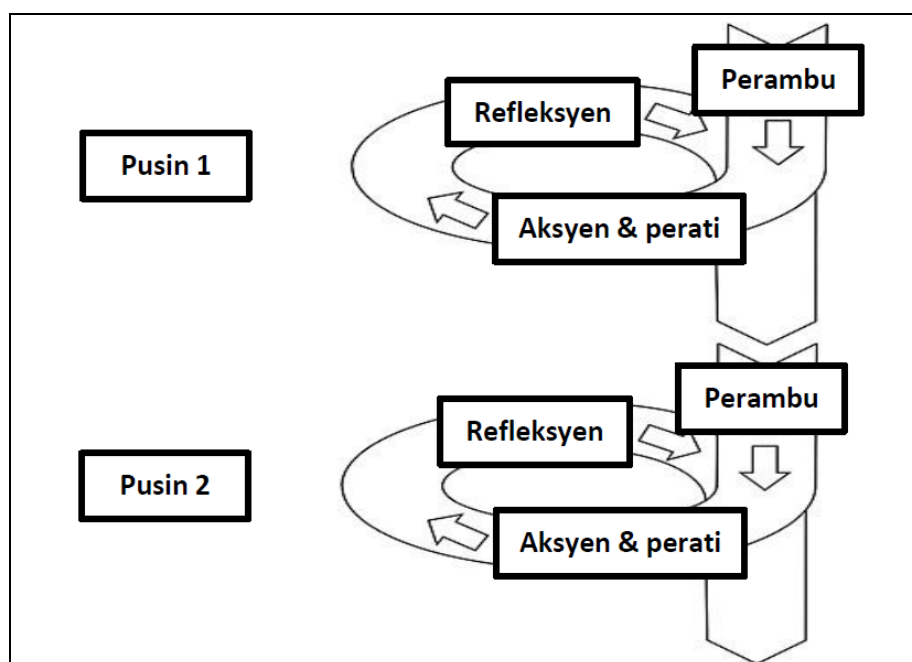 Perambu
Refleksyen
Pusin 1
Aksyen & perati
Perambu
Refleksyen
Pusin 2
Aksyen & perati